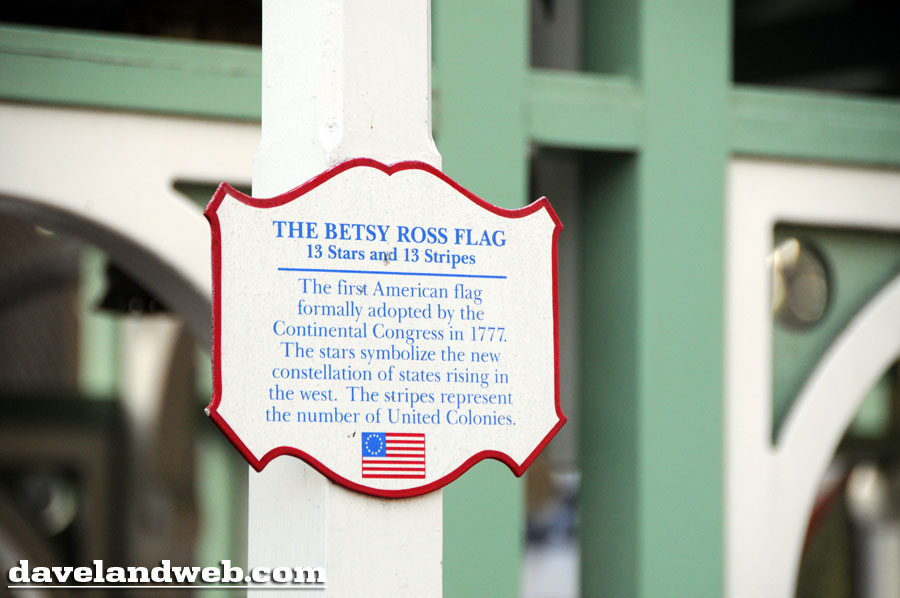 THE BETSY ROSS FLAG
13 Stars and 13 Stripes
The first American flag
formally adopted by the
Continental Congress in 1777.
The stars symbolize the new
constellation of states rising in
the west. The stripes represent
the number of United Colonies.
davelandweb.com